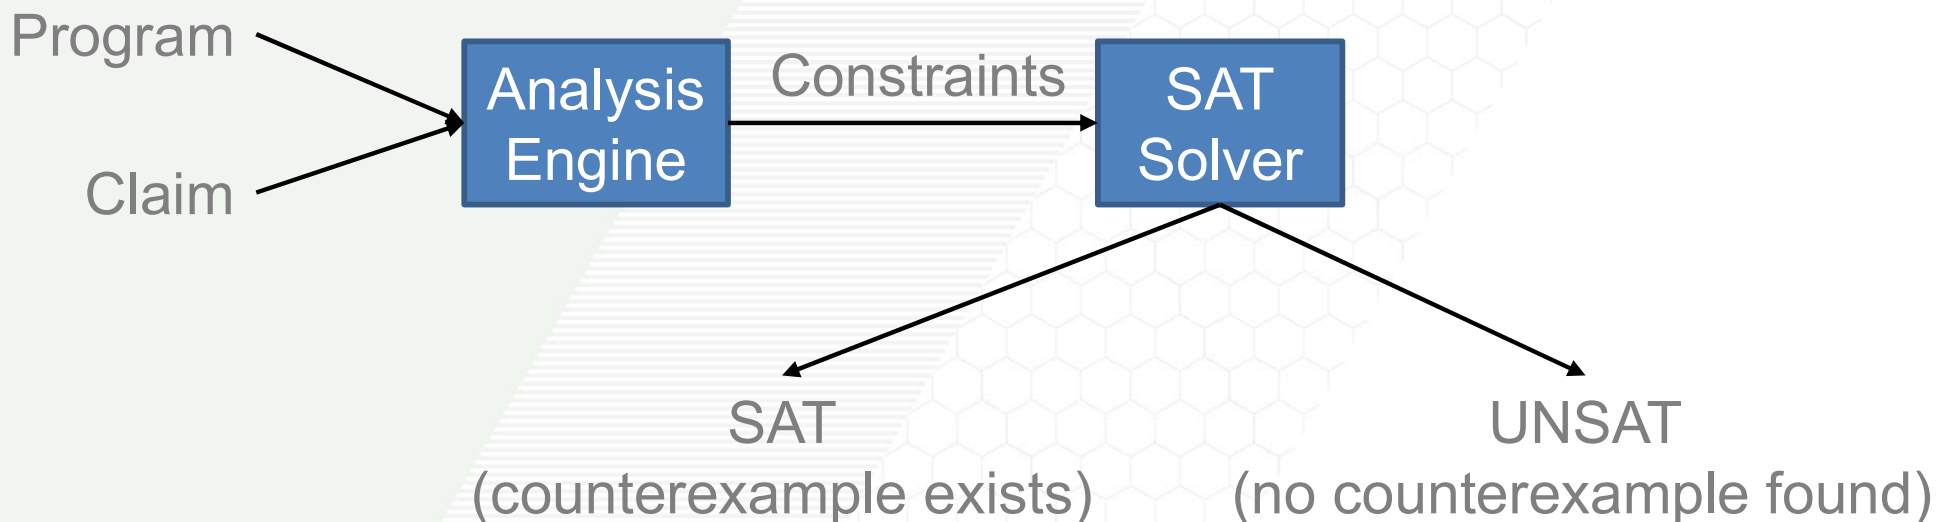 Program
Claim
Analysis
Engine
Constraints
SAT
Solver
SAT
(counterexample exists)
UNSAT
(no counterexample found)